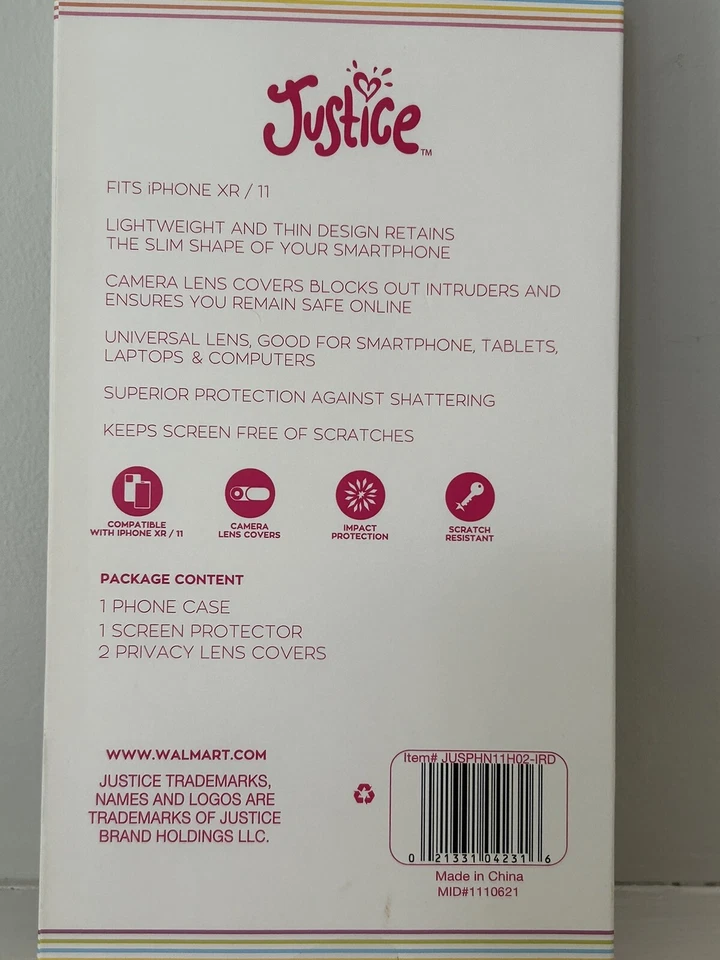 Justice™
FITS iPHONE XR / 11
LIGHTWEIGHT AND THIN DESIGN RETAINS
THE SLIM SHAPE OF YOUR SMARTPHONE
CAMERA LENS COVERS BLOCKS OUT INTRUDERS AND
ENSURES YOU REMAIN SAFE ONLINE
UNIVERSAL LENS, GOOD FOR SMARTPHONE, TABLETS,
LAPTOPS & COMPUTERS
SUPERIOR PROTECTION AGAINST SHATTERING
KEEPS SCREEN FREE OF SCRATCHES
COMPATIBLE
WITH IPHONE XR / 11
CAMERA
LENS COVERS
IMPACT
PROTECTION
SCRATCH
RESISTANT
PACKAGE CONTENT
1 PHONE CASE
1 SCREEN PROTECTOR
2 PRIVACY LENS COVERS
WWW.WALMART.COM
JUSTICE TRADEMARKS,
NAMES AND LOGOS ARE
TRADEMARKS OF JUSTICE
BRAND HOLDINGS LLC.
Item# JUSPHN11H02-IRD
0 21331 04231 6
Made in China
MID#1110621